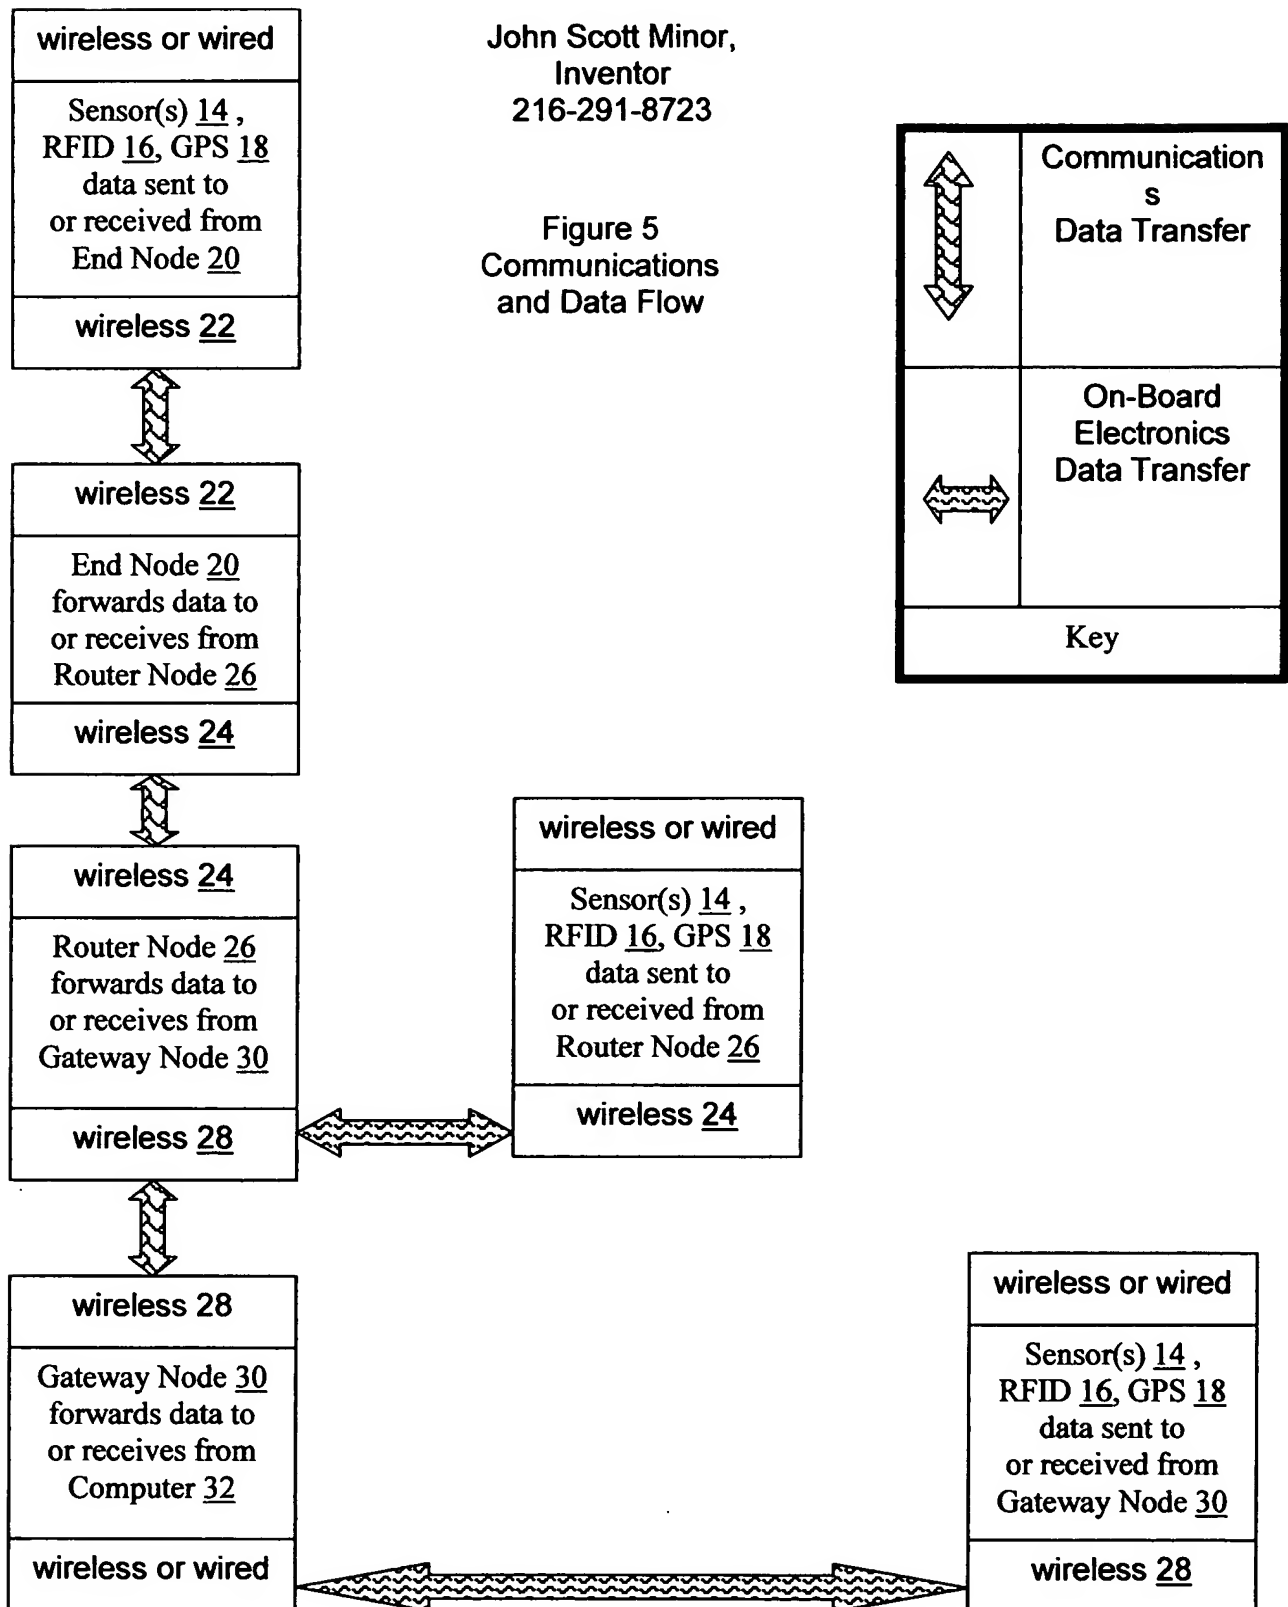 wireless or wired
Sensor(s) 14 ,
RFID 16, GPS 18
data sent to
or received from
End Node 20
wireless 22
John Scott Minor,
Inventor
216-291-8723
Figure 5
Communications
and Data Flow
Communication
s
Data Transfer
On-Board
Electronics
Data Transfer
Key
wireless 22
End Node 20
forwards data to
or receives from
Router Node 26
wireless 24
wireless 24
Router Node 26
forwards data to
or receives from
Gateway Node 30
wireless 28
wireless or wired
Sensor(s) 14 ,
RFID 16, GPS 18
data sent to
or received from
Router Node 26
wireless 24
wireless 28
Gateway Node 30
forwards data to
or receives from
Computer 32
wireless or wired
wireless or wired
Sensor(s) 14 ,
RFID 16, GPS 18
data sent to
or received from
Gateway Node 30
wireless 28